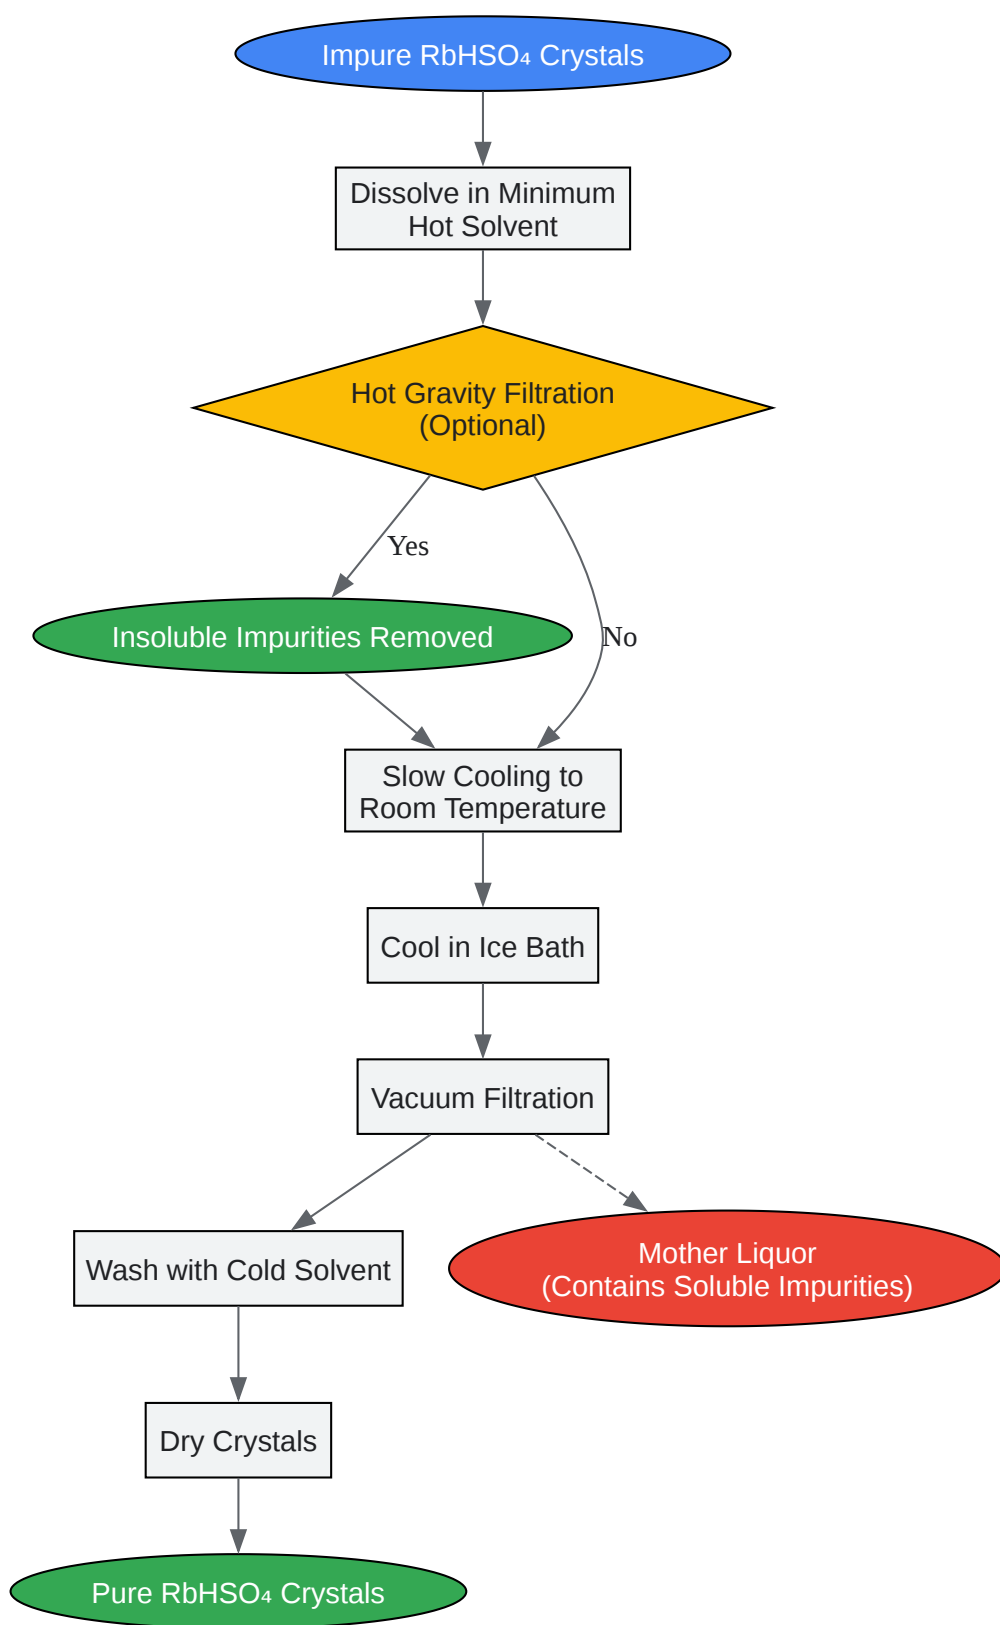 Impure RbHSO₄ Crystals
Dissolve in Minimum
Hot Solvent
Hot Gravity Filtration
(Optional)
Yes
Insoluble Impurities Removed
No
Slow Cooling to
Room Temperature
Cool in Ice Bath
Vacuum Filtration
Wash with Cold Solvent
Mother Liquor
(Contains Soluble Impurities)
Dry Crystals
Pure RbHSO₄ Crystals